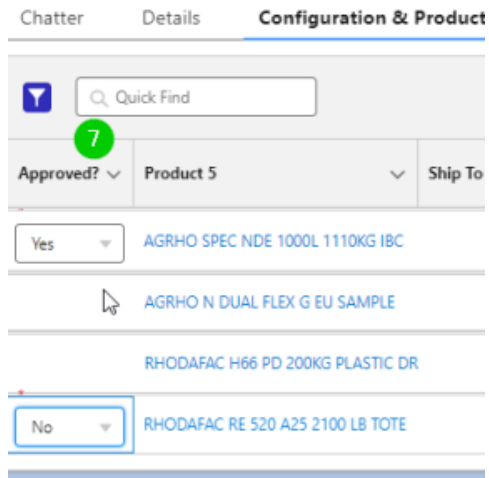 Chatter Details Configuration & Product
Quick Find
7
Approved? Product 5 Ship To
* Yes AGRHO SPEC NDE 1000L 1110KG IBC
AGRHO N DUAL FLEX G EU SAMPLE
RHODAFAC H66 PD 200KG PLASTIC DR
* No RHODAFAC RE 520 A25 2100 LB TOTE